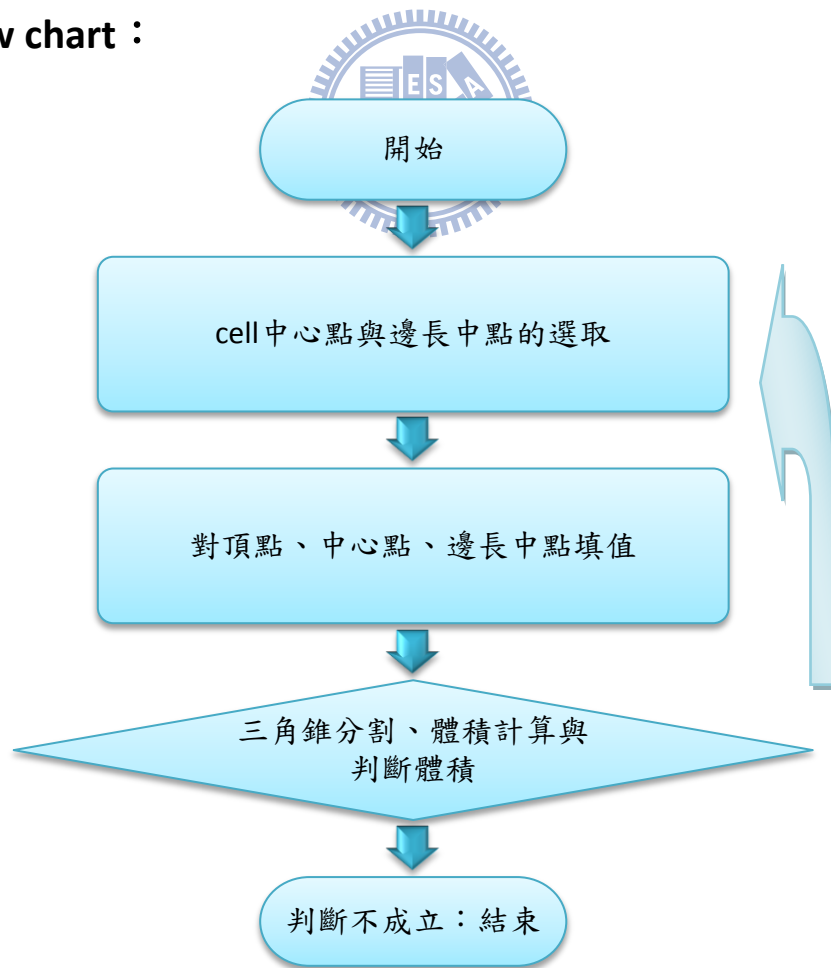 w chart：
ES A
開始
cell中心點與邊長中點的選取
對頂點、中心點、邊長中點填值
三角錐分割、體積計算與
判斷體積
判斷不成立：結束